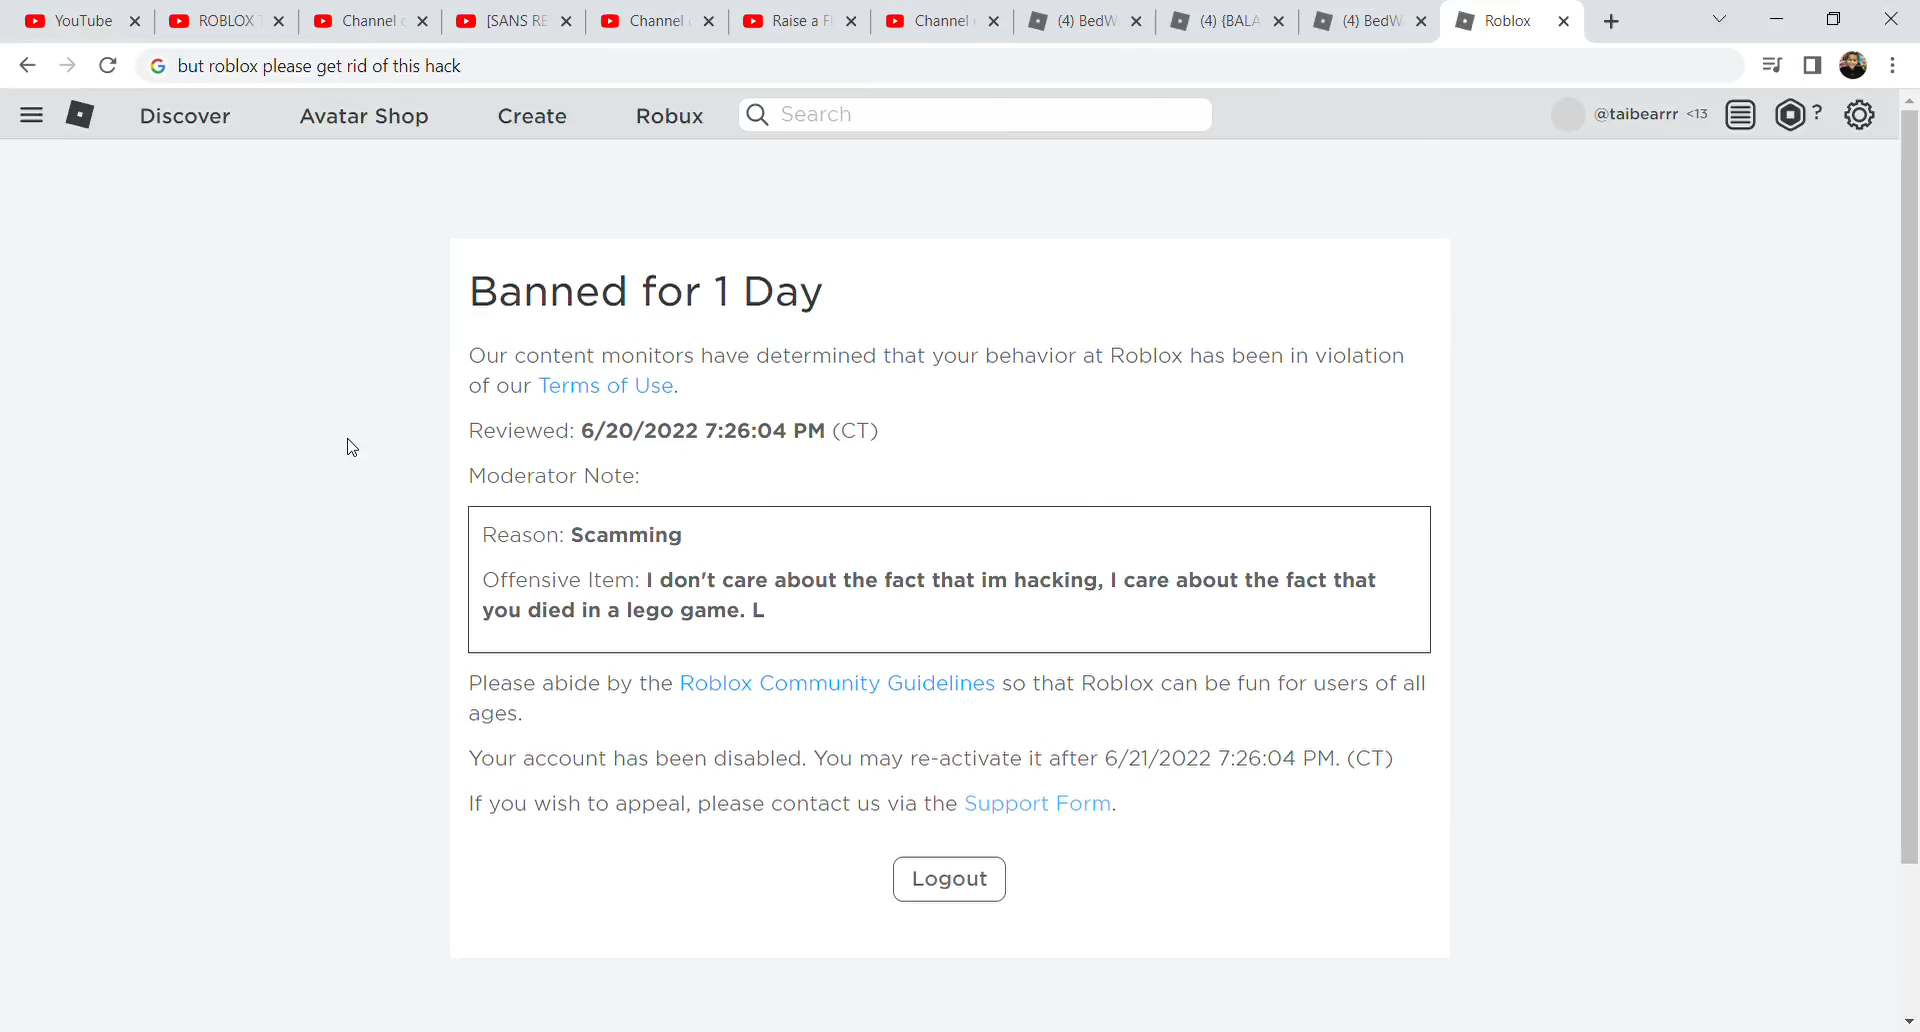 YouTube ROBLOX T Channel c [SANS RE Channel c Raise a Fl Channel c (4) BedW (4) {BALA (4) BedW Roblox
but roblox please get rid of this hack
Discover Avatar Shop Create Robux Search @taibearrr <13 ?
Banned for 1 Day
Our content monitors have determined that your behavior at Roblox has been in violation
of our Terms of Use.
Reviewed: 6/20/2022 7:26:04 PM (CT)
Moderator Note:
Reason: Scamming
Offensive Item: I don't care about the fact that im hacking, I care about the fact that
you died in a lego game. L
Please abide by the Roblox Community Guidelines so that Roblox can be fun for users of all
ages.
Your account has been disabled. You may re-activate it after 6/21/2022 7:26:04 PM. (CT)
If you wish to appeal, please contact us via the Support Form.
Logout